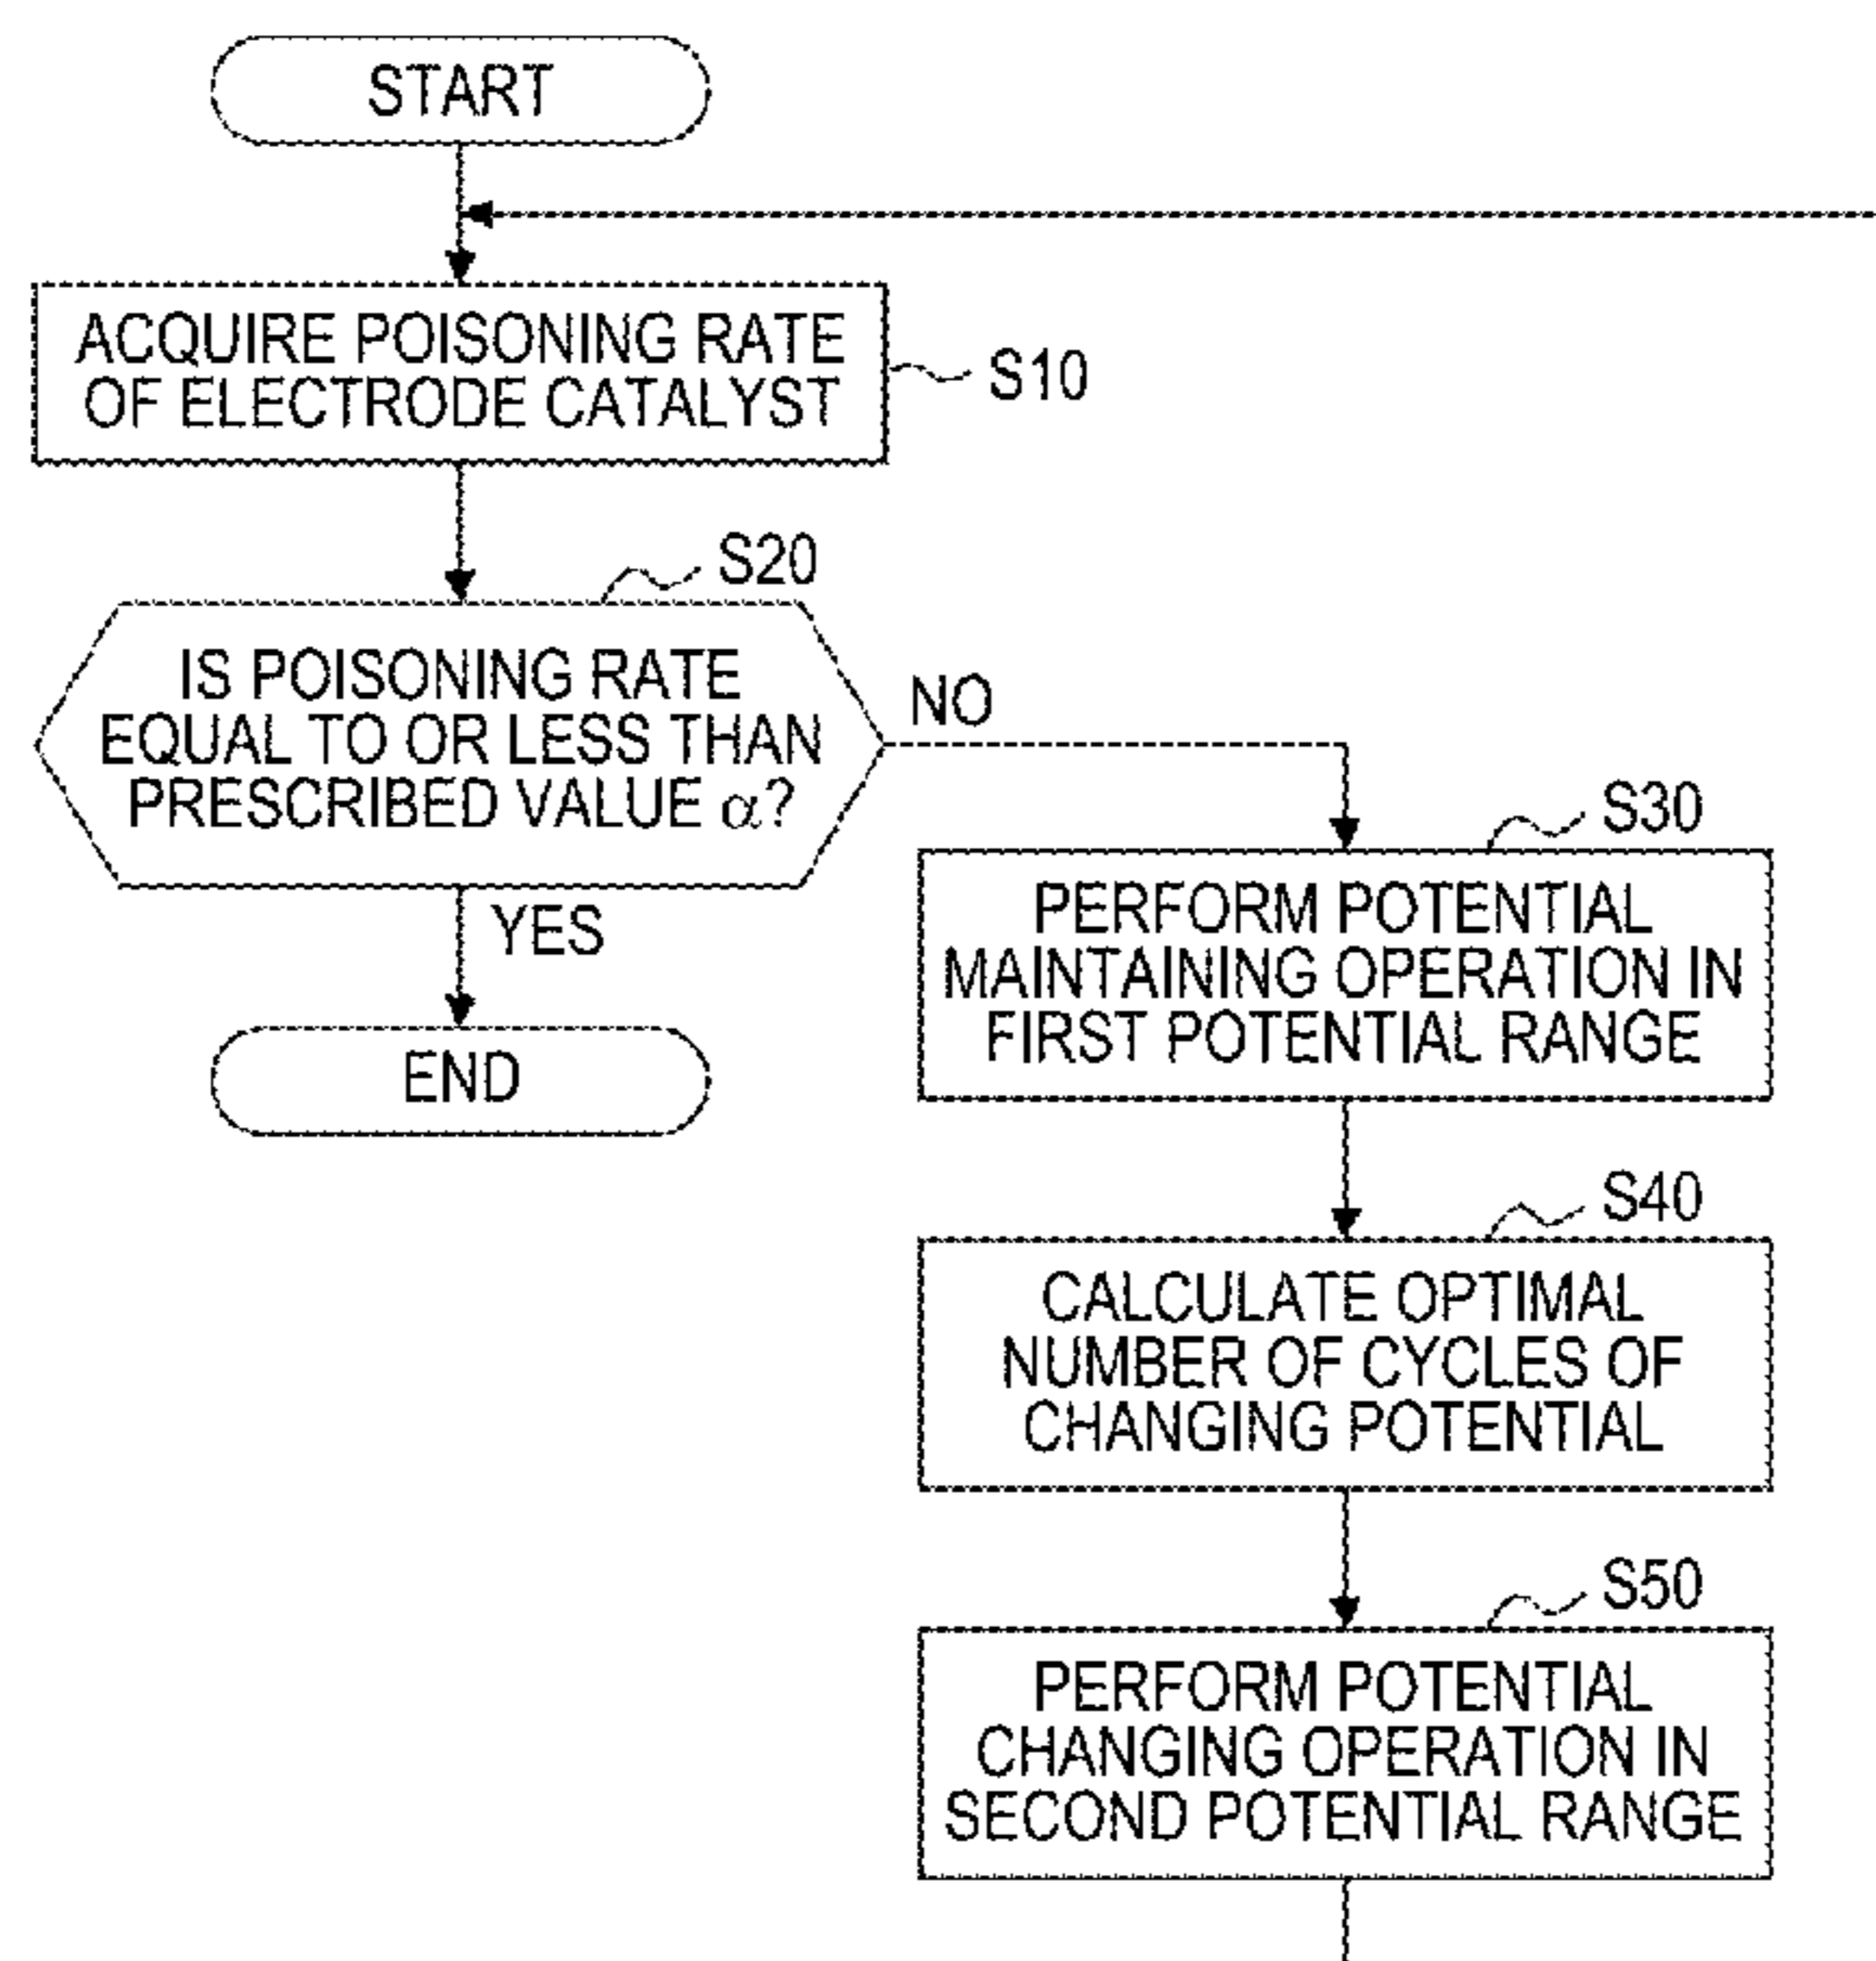 START
ACQUIRE POISONING RATE
OF ELECTRODE CATALYST
S10
S20
IS POISONING RATE
EQUAL TO OR LESS THAN
PRESCRIBED VALUE α?
NO
YES
END
S30
PERFORM POTENTIAL
MAINTAINING OPERATION IN
FIRST POTENTIAL RANGE
S40
CALCULATE OPTIMAL
NUMBER OF CYCLES OF
CHANGING POTENTIAL
S50
PERFORM POTENTIAL
CHANGING OPERATION IN
SECOND POTENTIAL RANGE